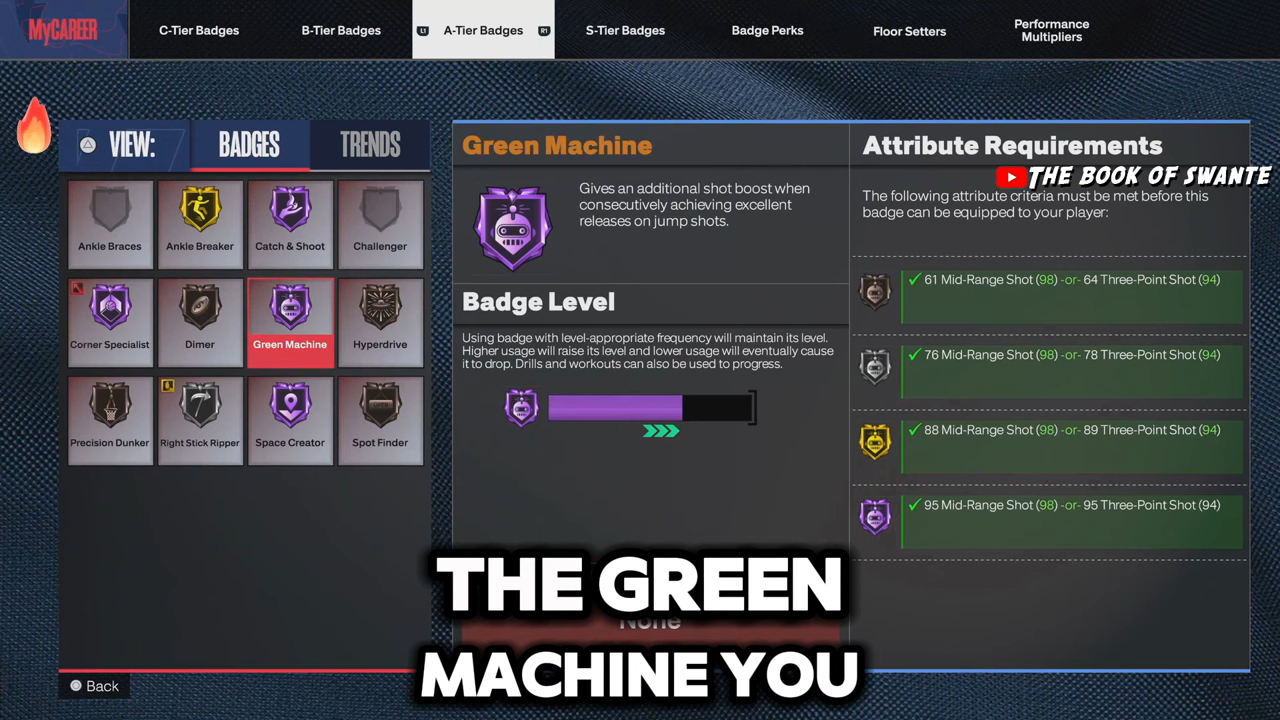 MyCAREER
C-Tier Badges
B-Tier Badges
L1 A-Tier Badges R1
S-Tier Badges
Badge Perks
Floor Setters
Performance
Multipliers
VIEW:
BADGES
TRENDS
Ankle Braces
Ankle Breaker
Catch & Shoot
Challenger
Corner Specialist
Dimer
Green Machine
Hyperdrive
Precision Dunker
Right Stick Ripper
Space Creator
Spot Finder
Green Machine
Gives an additional shot boost when
consecutively achieving excellent
releases on jump shots.
Badge Level
Using badge with level-appropriate frequency will maintain its level.
Higher usage will raise its level and lower usage will eventually cause
it to drop. Drills and workouts can also be used to progress.
None
Attribute Requirements
THE BOOK OF SWANTE
The following attribute criteria must be met before this
badge can be equipped to your player:
61 Mid-Range Shot (98) -or- 64 Three-Point Shot (94)
76 Mid-Range Shot (98) -or- 78 Three-Point Shot (94)
88 Mid-Range Shot (98) -or- 89 Three-Point Shot (94)
95 Mid-Range Shot (98) -or- 95 Three-Point Shot (94)
THE GREEN
MACHINE YOU
Back